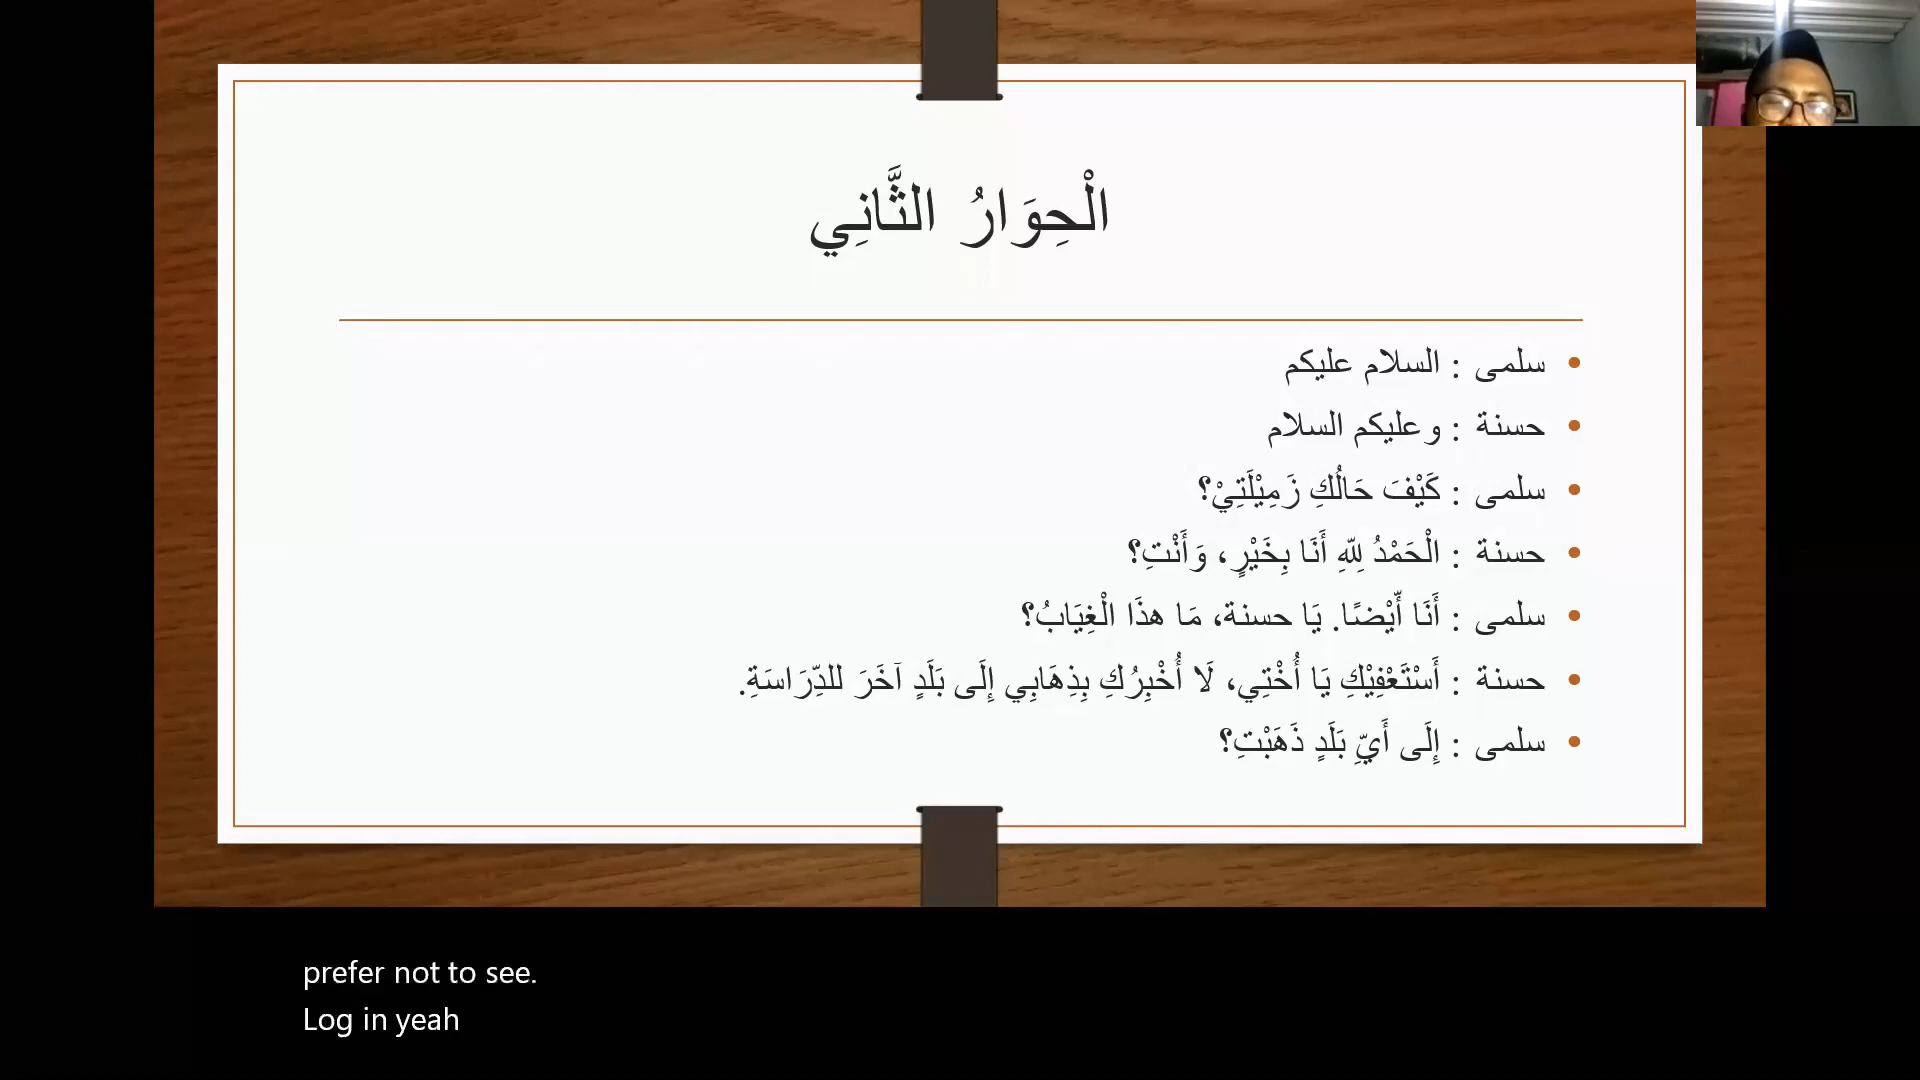 الْحِوَارُ الثَّانِي
سلمى : السلام عليكم
حسنة : وعليكم السلام
سلمى : كَيْفَ حَالُكِ زَمِيْلَتِيْ؟
حسنة : الْحَمْدُ لِلّٰهِ أَنَا بِخَيْرٍ، وَأَنْتِ؟
سلمى : أَنَا أَيْضًا. يَا حسنة، مَا هذَا الْغِيَابُ؟
حسنة : أَسْتَعْفِيْكِ يَا أُخْتِي، لَا أُخْبِرُكِ بِذِهَابِي إِلَى بَلَدٍ آخَرَ للدِّرَاسَةِ.
سلمى : إِلَى أَيِّ بَلَدٍ ذَهَبْتِ؟
prefer not to see.
Log in yeah